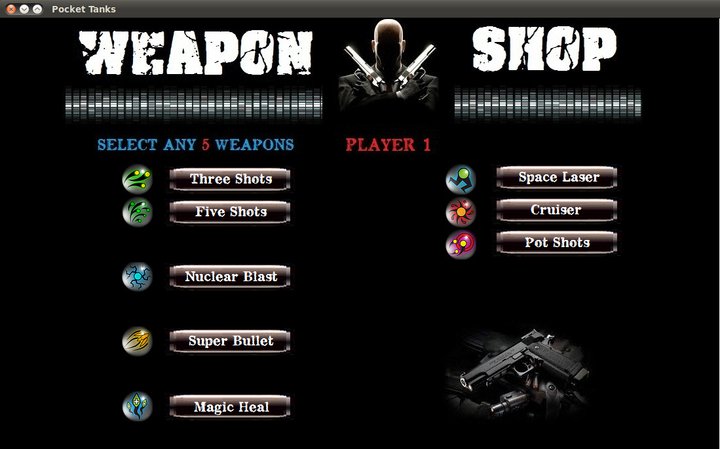 Pocket Tanks
WEAPON SHOP
SELECT ANY 5 WEAPONS
PLAYER 1
Three Shots
Five Shots
Nuclear Blast
Super Bullet
Magic Heal
Space Laser
Cruiser
Pot Shots